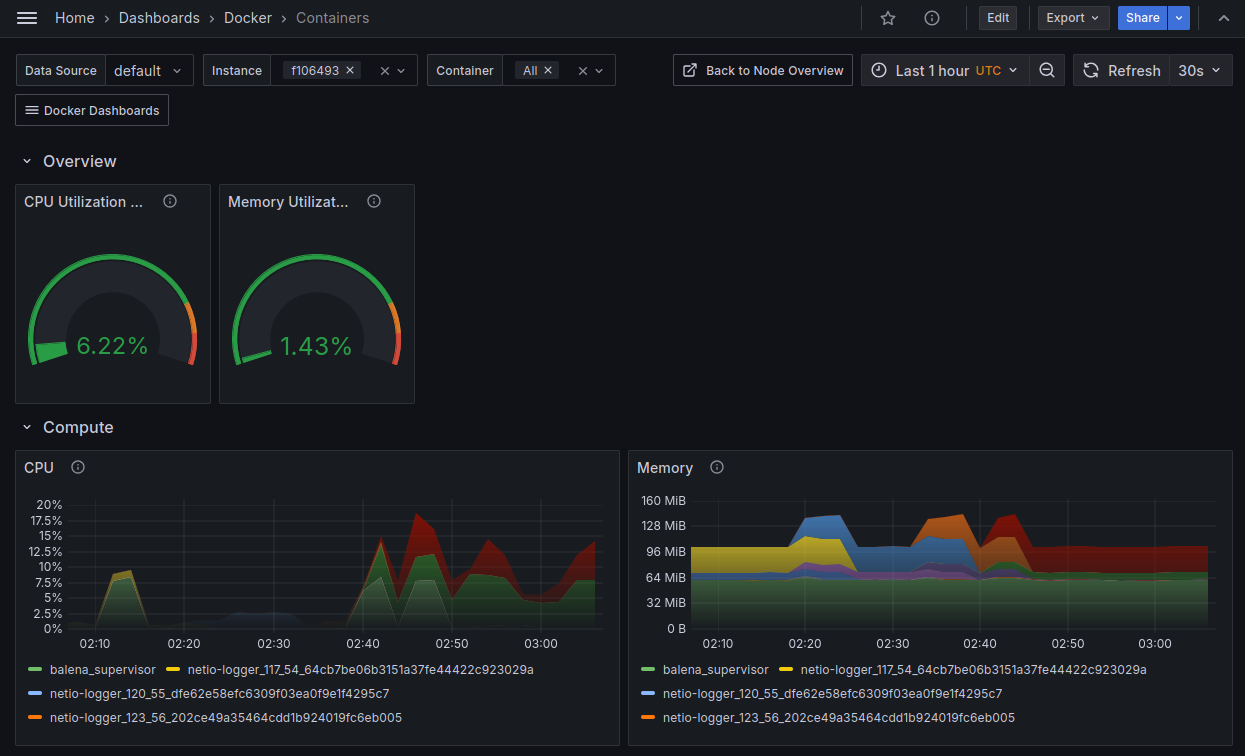 Home › Dashboards › Docker › Containers Edit Export Share
Data Source default Instance f106493 Container All Back to Node Overview Last 1 hour UTC Refresh 30s
Docker Dashboards
Overview
CPU Utilization ... Memory Utilizat...
6.22% 1.43%
Compute
CPU
20%
17.5%
15%
12.5%
10%
7.5%
5%
2.5%
0%
02:10 02:20 02:30 02:40 02:50 03:00
balena_supervisor netio-logger_117_54_64cb7be06b3151a37fe44422c923029a
netio-logger_120_55_dfe62e58efc6309f03ea0f9e1f4295c7
netio-logger_123_56_202ce49a35464cdd1b924019fc6eb005
Memory
160 MiB
128 MiB
96 MiB
64 MiB
32 MiB
0 B
02:10 02:20 02:30 02:40 02:50 03:00
balena_supervisor netio-logger_117_54_64cb7be06b3151a37fe44422c923029a
netio-logger_120_55_dfe62e58efc6309f03ea0f9e1f4295c7
netio-logger_123_56_202ce49a35464cdd1b924019fc6eb005